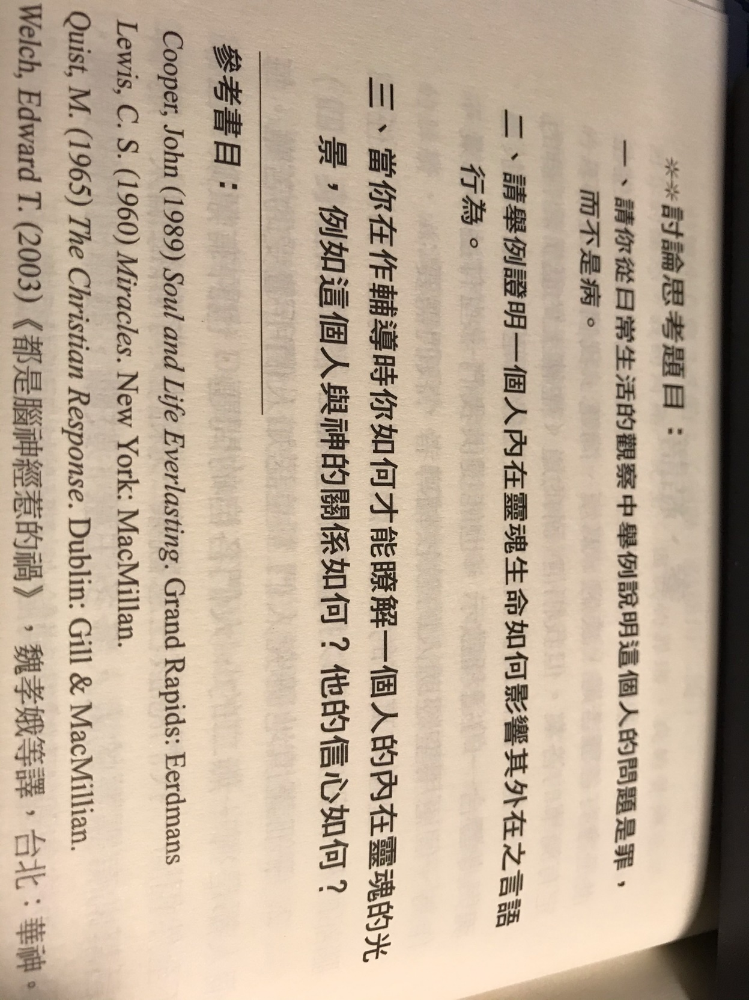 **討論思考題目：
一、請你從日常生活的觀察中舉例說明這個人的問題是罪，
而不是病。
二、請舉例證明一個人內在靈魂生命如何影響其外在之言語
行為。
三、當你在作輔導時你如何才能瞭解一個人的內在靈魂的光
景，例如這個人與神的關係如何？他的信心如何？
參考書目：
Cooper, John (1989) Soul and Life Everlasting. Grand Rapids: Eerdmans
Lewis, C. S. (1960) Miracles. New York: MacMillan.
Quist, M. (1965) The Christian Response. Dublin: Gill & MacMillian.
Welch, Edward T. (2003)《都是腦神經惹的禍》，魏孝娥等譯，台北：華神。